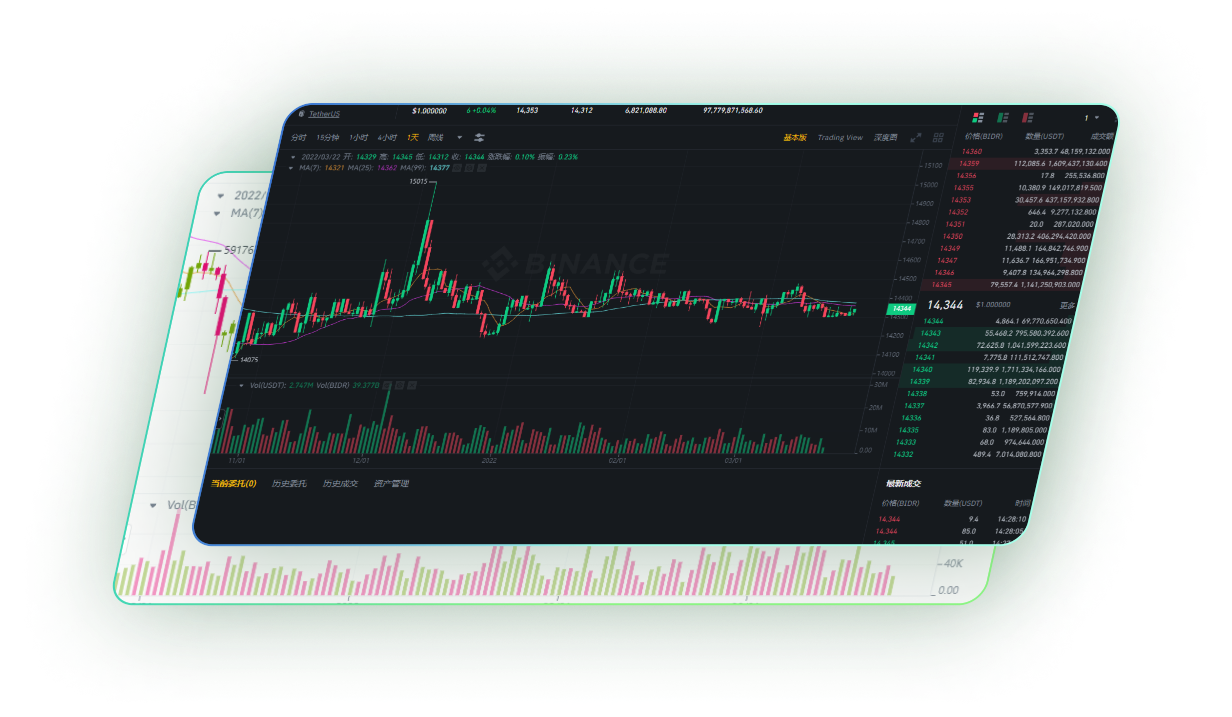 TetherUS $1.000000 6 +0.04% 14,353 14,312 6,821,088.80 97,779,871,568.60
分时 15分钟 1小时 4小时 1天 周线 基本版 Trading View 深度图
2022/03/22 开: 14329 高: 14345 低: 14312 收: 14344 涨跌幅: 0.10% 振幅: 0.23%
MA(7): 14321 MA(25): 14362 MA(99): 14377
15015
15100
15000
14900
14800
14700
14600
14500
14400
14344
14300
14200
14100
14000
BINANCE
14075
Vol(USDT): 2.747M Vol(BIDR) 39.377B
30M
20M
10M
0.00
11/01 12/01 2022 02/01 03/01
当前委托(0) 历史委托 历史成交 资产管理
1
价格(BIDR) 数量(USDT) 成交额
14360 3,353.7 48,159,132.000
14359 112,085.6 1,609,437,130.400
14356 17.8 255,536.800
14355 10,380.9 149,017,819.500
14353 30,457.6 437,157,932.800
14352 646.4 9,277,132.800
14351 20.0 287,020.000
14350 28,313.2 406,294,420.000
14349 11,488.1 164,842,746.900
14347 11,636.7 166,951,734.900
14346 9,407.8 134,964,298.800
14345 79,557.4 1,141,250,903.000
14,344 $1.000000 更多
14344 4,864.1 69,770,650.400
14343 55,468.2 795,580,392.600
14342 72,625.8 1,041,599,223.600
14341 7,775.8 111,512,747.800
14340 119,339.9 1,711,334,166.000
14339 82,934.8 1,189,202,097.200
14338 53.0 759,914.000
14337 3,966.7 56,870,577.900
14336 36.8 527,564.800
14335 83.0 1,189,805.000
14333 68.0 974,644.000
14332 489.4 7,014,080.800
最新成交
价格(BIDR) 数量(USDT) 时间
14,344 9.4 14:28:10
14,344 85.0 14:28:05
14,345 51.0
2022/
MA(7)
59176
Vol(B
40K
0.00